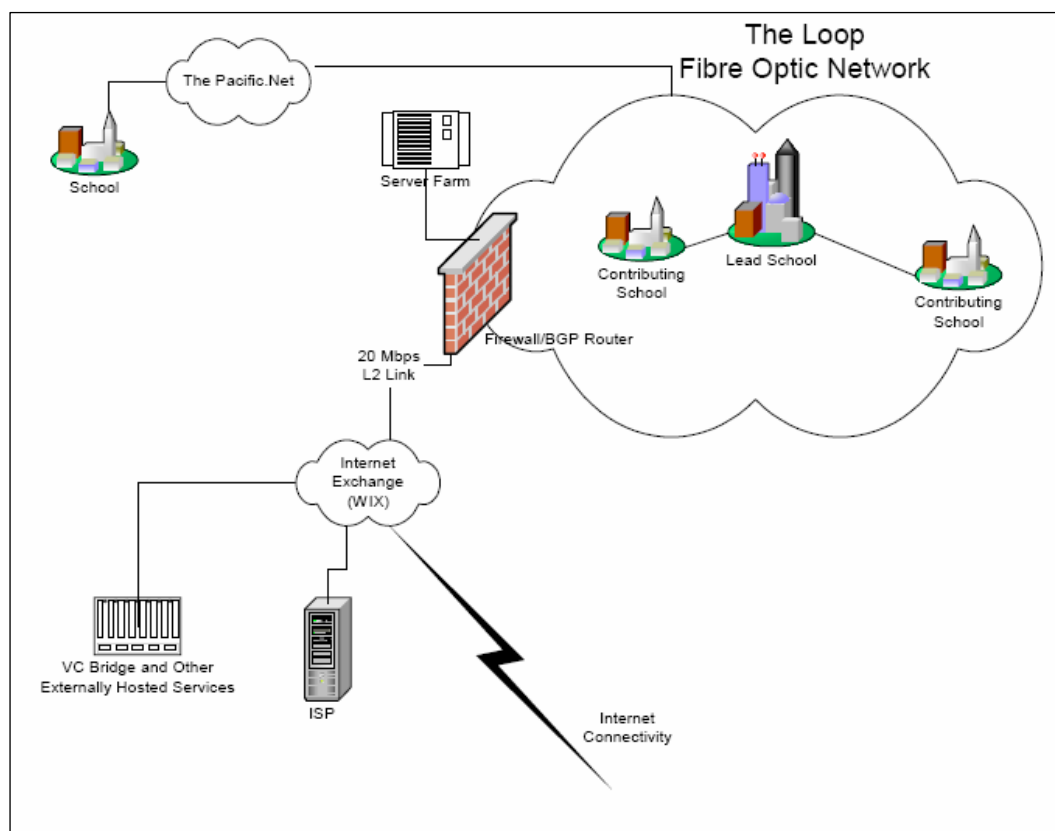 The Loop
Fibre Optic Network
The Pacific.Net
School
Server Farm
Contributing
School
Lead School
Contributing
School
Firewall/BGP Router
20 Mbps
L2 Link
Internet
Exchange
(WIX)
VC Bridge and Other
Externally Hosted Services
ISP
Internet
Connectivity